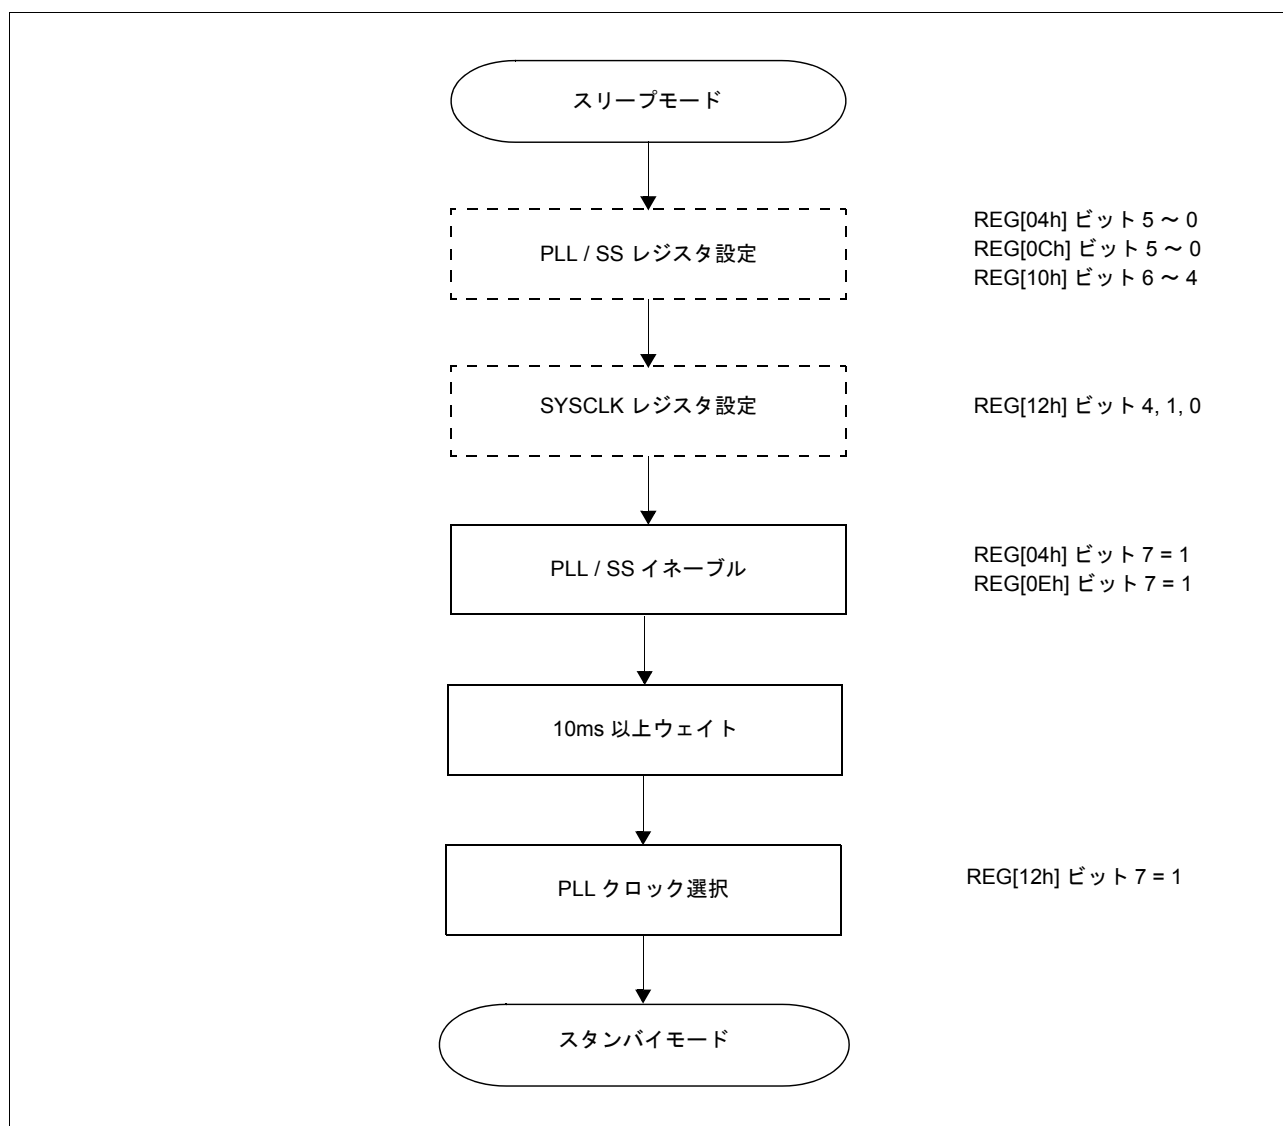 スリープモード
PLL / SS レジスタ設定
REG[04h] ビット 5 ～ 0
REG[0Ch] ビット 5 ～ 0
REG[10h] ビット 6 ～ 4
SYSCLK レジスタ設定
REG[12h] ビット 4, 1, 0
PLL / SS イネーブル
REG[04h] ビット 7 = 1
REG[0Eh] ビット 7 = 1
10ms 以上ウェイト
PLL クロック選択
REG[12h] ビット 7 = 1
スタンバイモード